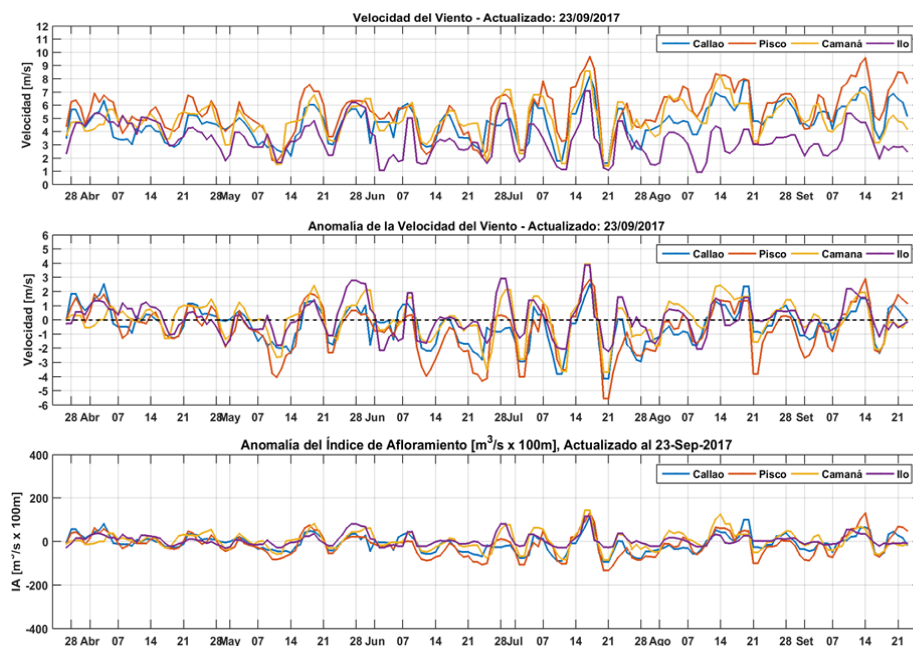 Velocidad del Viento - Actualizado: 23/09/2017
Callao Pisco Camaná Ilo
Velocidad [m/s]
12
11
10
9
8
7
6
5
4
3
2
1
0
28 Abr 07 14 21 28 May 07 14 21 28 Jun 07 14 21 28 Jul 07 14 21 28 Ago 07 14 21 28 Set 07 14 21
Anomalia de la Velocidad del Viento - Actualizado: 23/09/2017
Callao Pisco Camaná Ilo
Velocidad [m/s]
6
5
4
3
2
1
0
-1
-2
-3
-4
-5
-6
28 Abr 07 14 21 28 May 07 14 21 28 Jun 07 14 21 28 Jul 07 14 21 28 Ago 07 14 21 28 Set 07 14 21
Anomalía del Índice de Afloramiento [m³/s x 100m], Actualizado al 23-Sep-2017
Callao Pisco Camaná Ilo
IA [m³/s x 100m]
400
200
0
-200
-400
28 Abr 07 14 21 28 May 07 14 21 28 Jun 07 14 21 28 Jul 07 14 21 28 Ago 07 14 21 28 Set 07 14 21